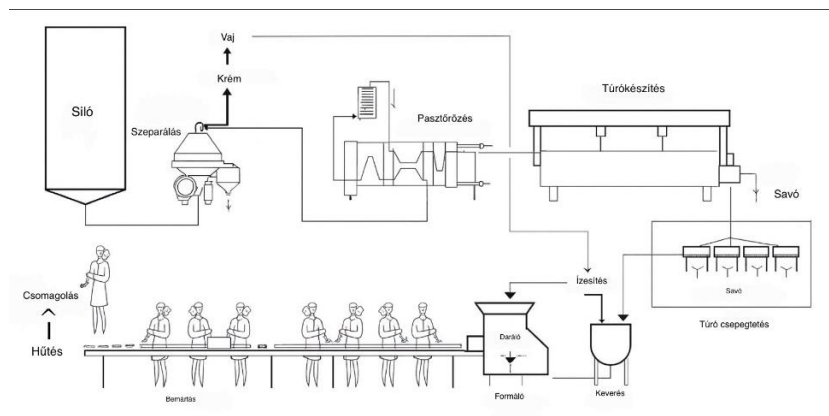 Vaj
Krém
Siló
Szeparálás
Pasztőrözés
Túrókészítés
Savó
Savó
Túró csepegtetés
Ízesítés
Csomagolás
Hűtés
Daráló
Formáló
Keverés
Bemártás